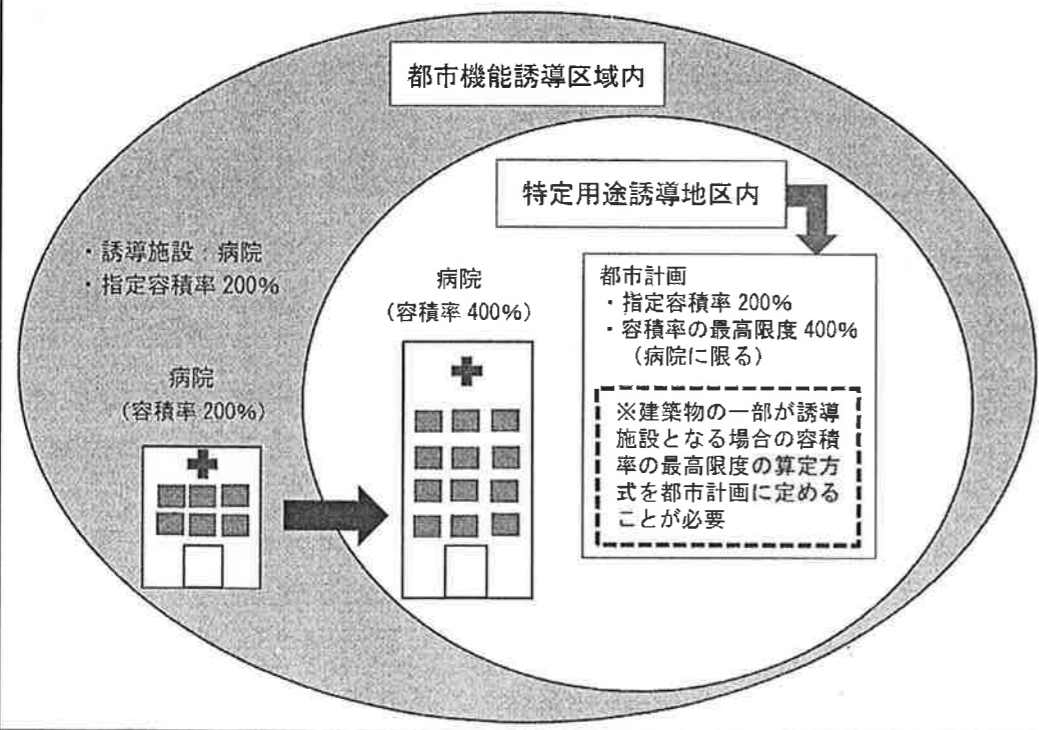 都市機能誘導区域内
特定用途誘導地区内
・誘導施設：病院
・指定容積率 200%
病院
（容積率 200%）
病院
（容積率 400%）
都市計画
・指定容積率 200%
・容積率の最高限度 400%
（病院に限る）
※建築物の一部が誘導
施設となる場合の容積
率の最高限度の算定方
式を都市計画に定める
ことが必要